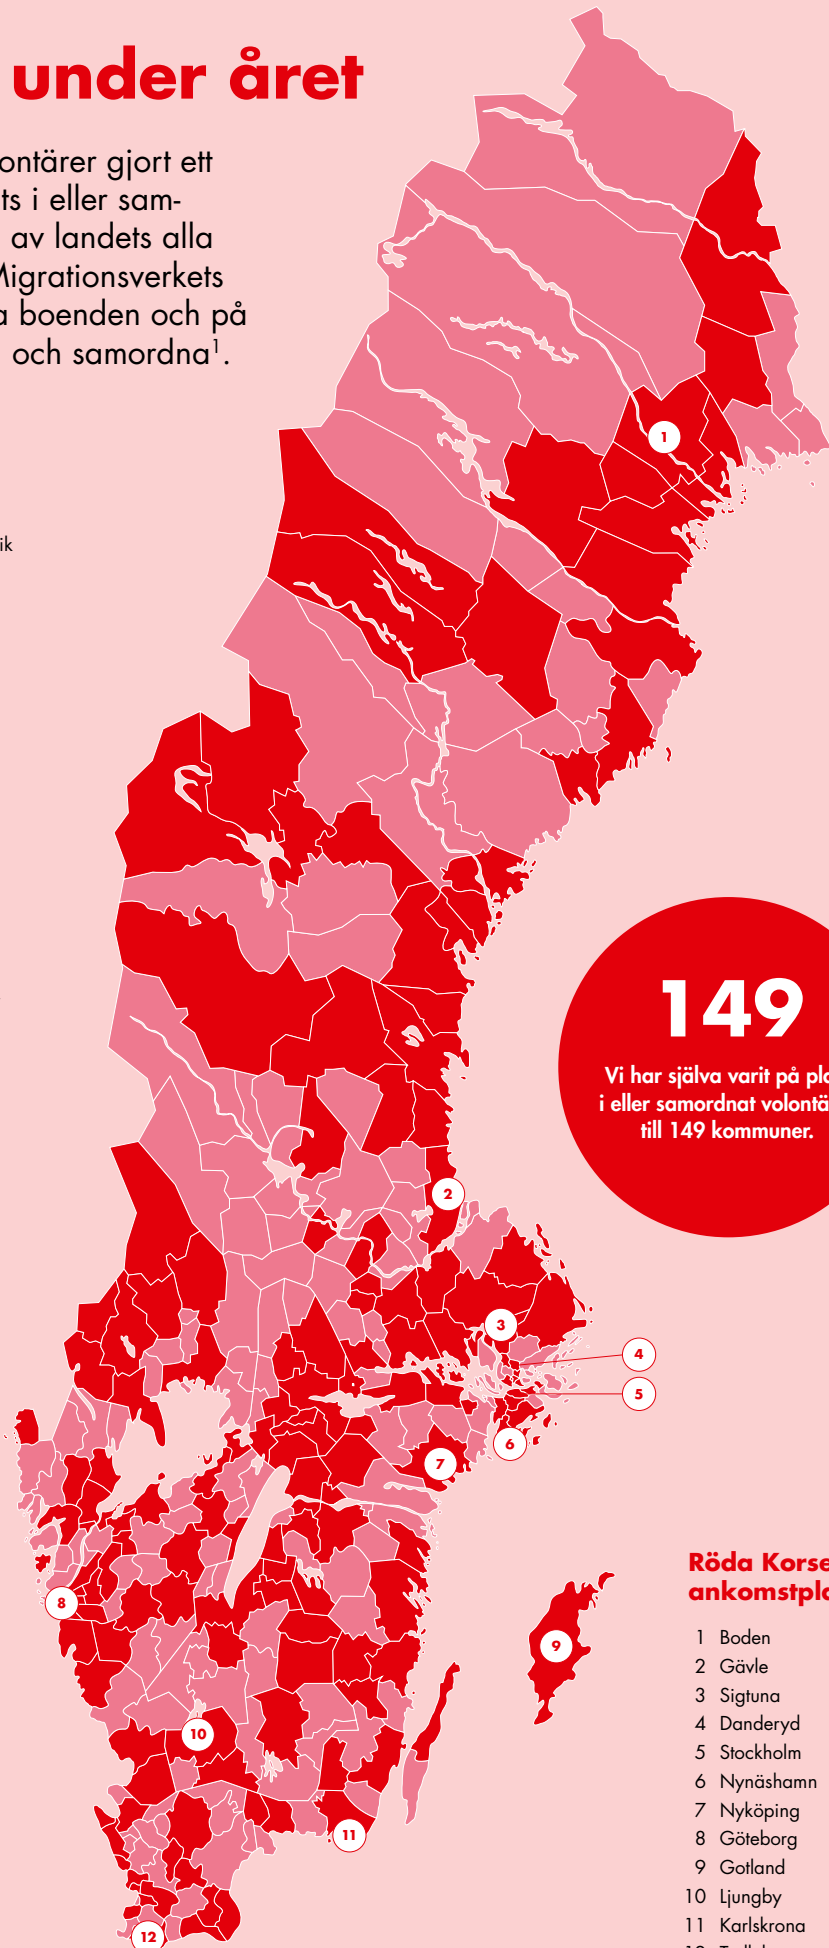 under året
ontärer gjort ett
ts i eller sam-
av landets alla
Migrationsverkets
a boenden och på
och samordna¹.
ik
149
Vi har själva varit på pla
i eller samordnat volontä
till 149 kommuner.
1
2
3
4
5
6
7
8
9
10
11
12
Röda Korse
ankomstpla
1 Boden
2 Gävle
3 Sigtuna
4 Danderyd
5 Stockholm
6 Nynäshamn
7 Nyköping
8 Göteborg
9 Gotland
10 Ljungby
11 Karlskrona